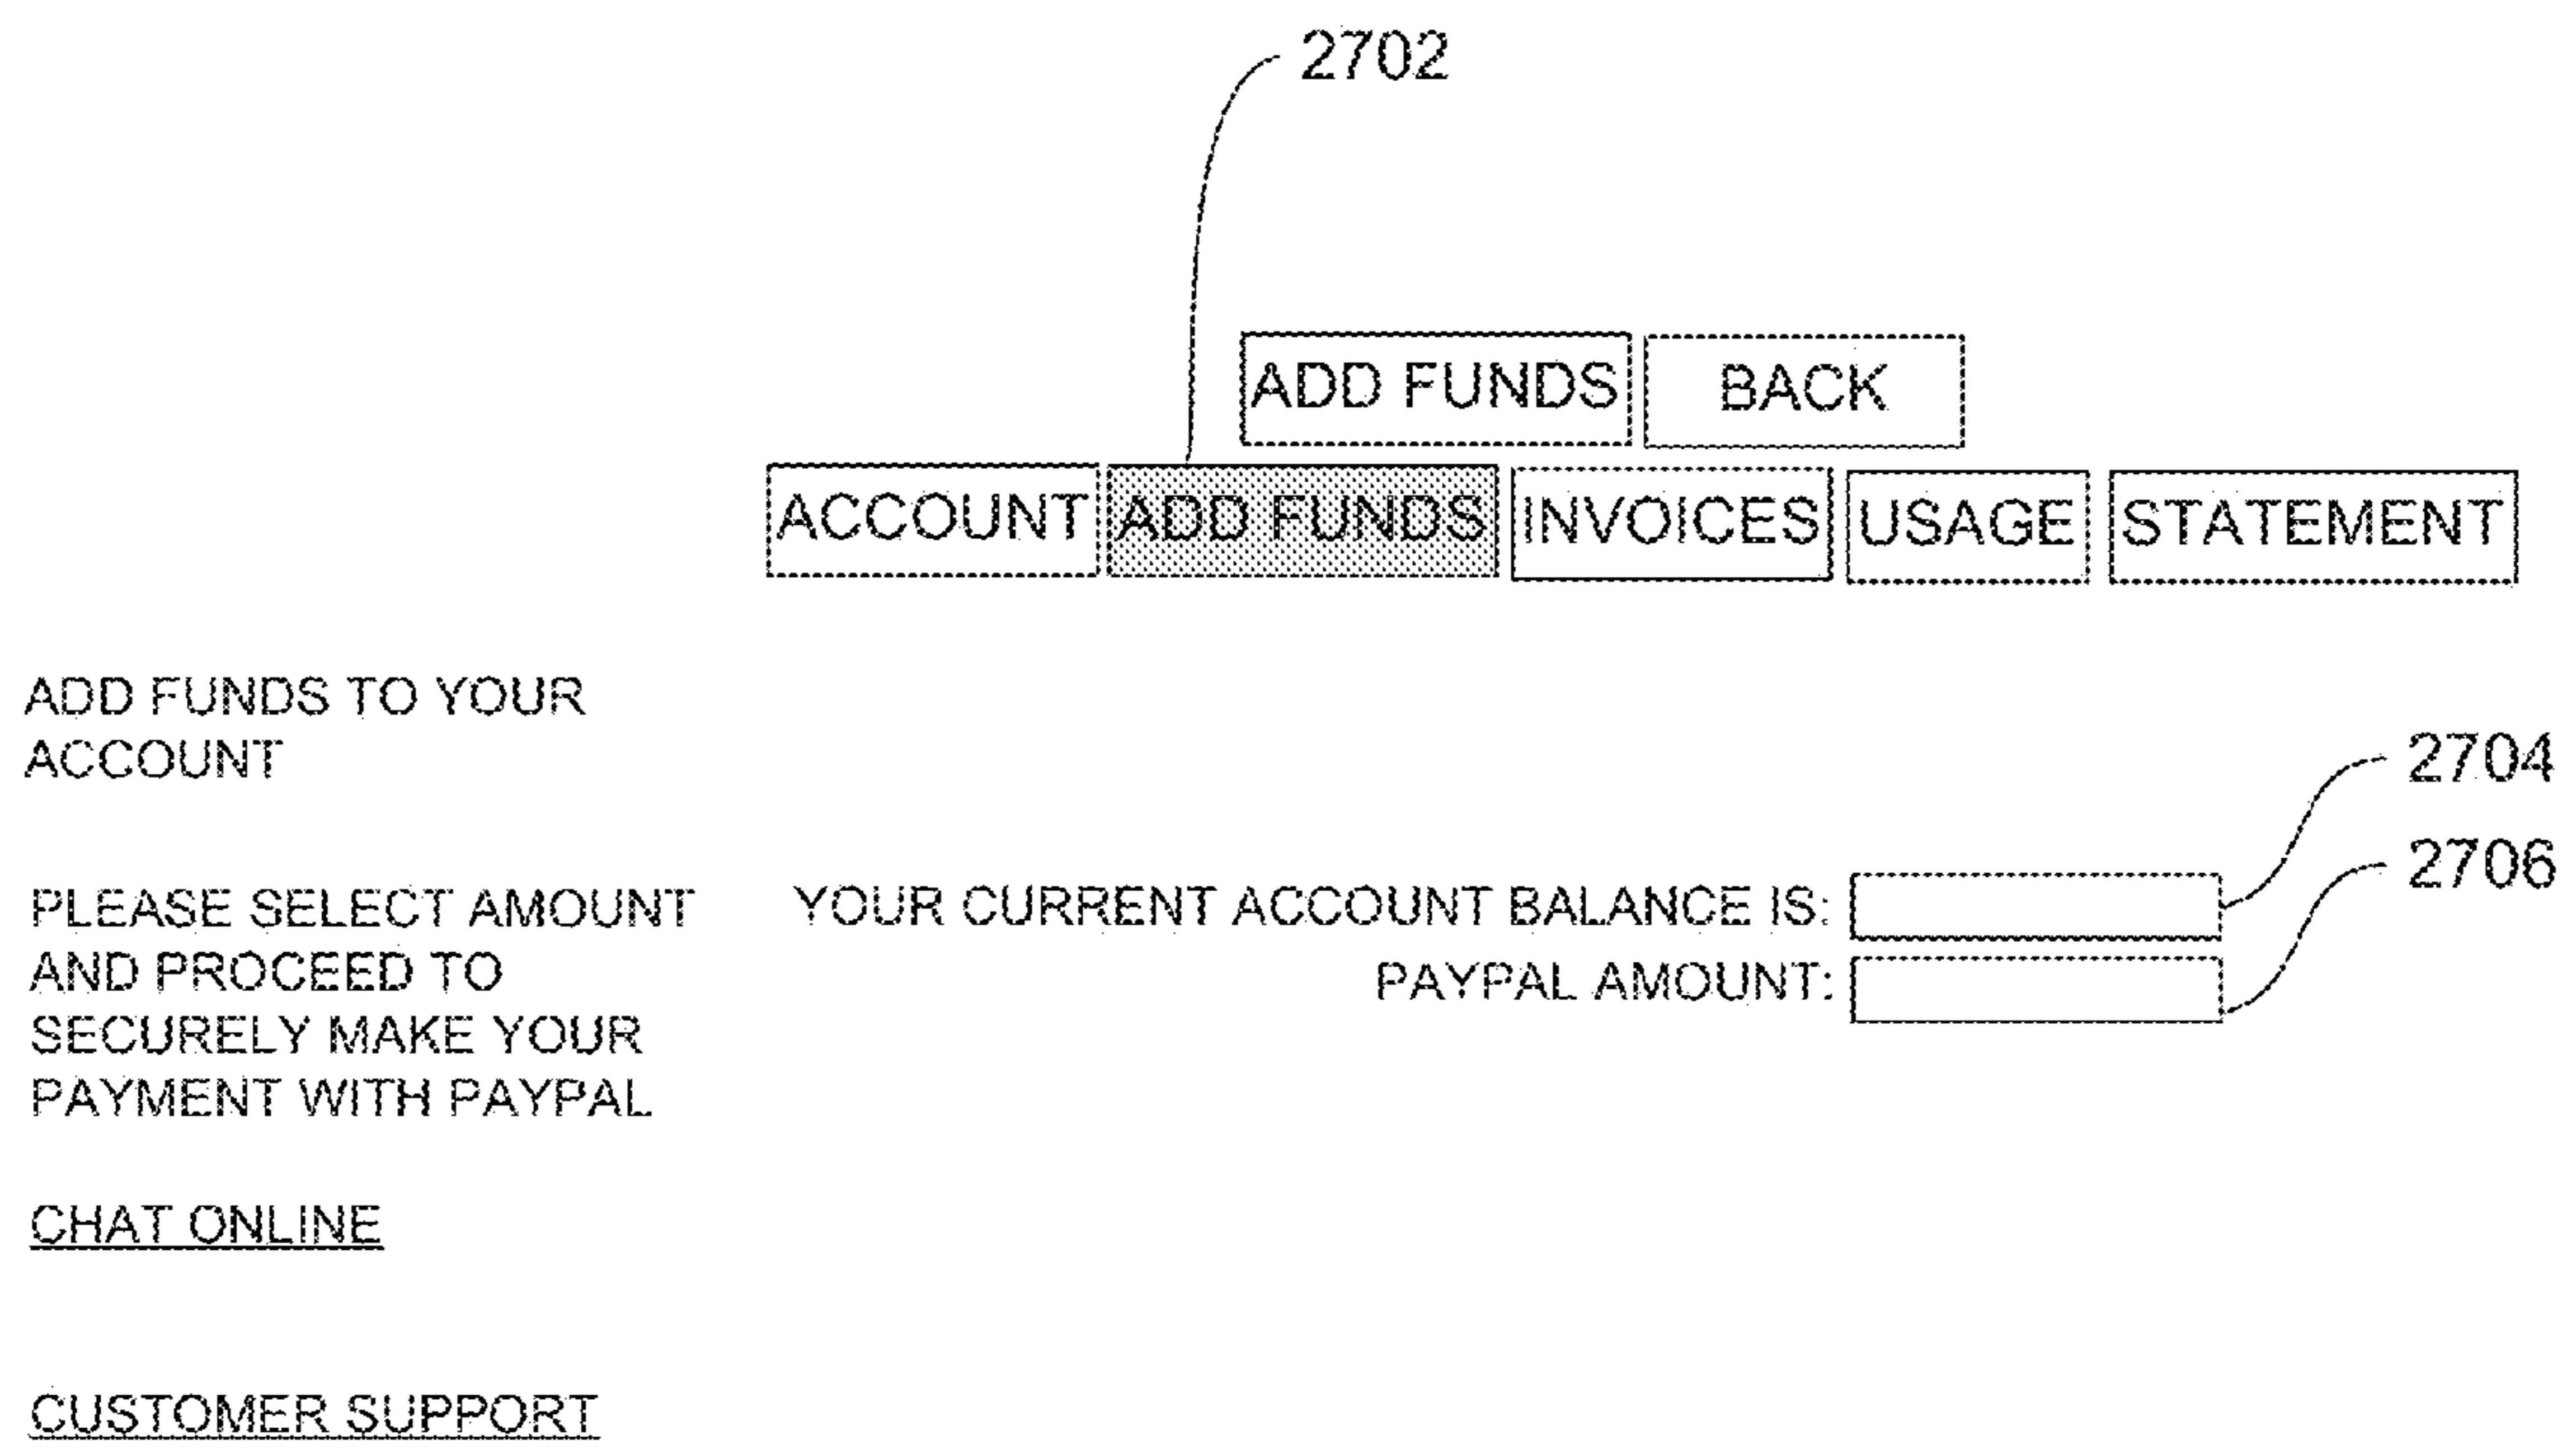 2702
ADD FUNDS BACK
ACCOUNT ADD FUNDS INVOICES USAGE STATEMENT
ADD FUNDS TO YOUR
ACCOUNT
2704
2706
PLEASE SELECT AMOUNT
AND PROCEED TO
SECURELY MAKE YOUR
PAYMENT WITH PAYPAL
YOUR CURRENT ACCOUNT BALANCE IS:
PAYPAL AMOUNT:
CHAT ONLINE
CUSTOMER SUPPORT